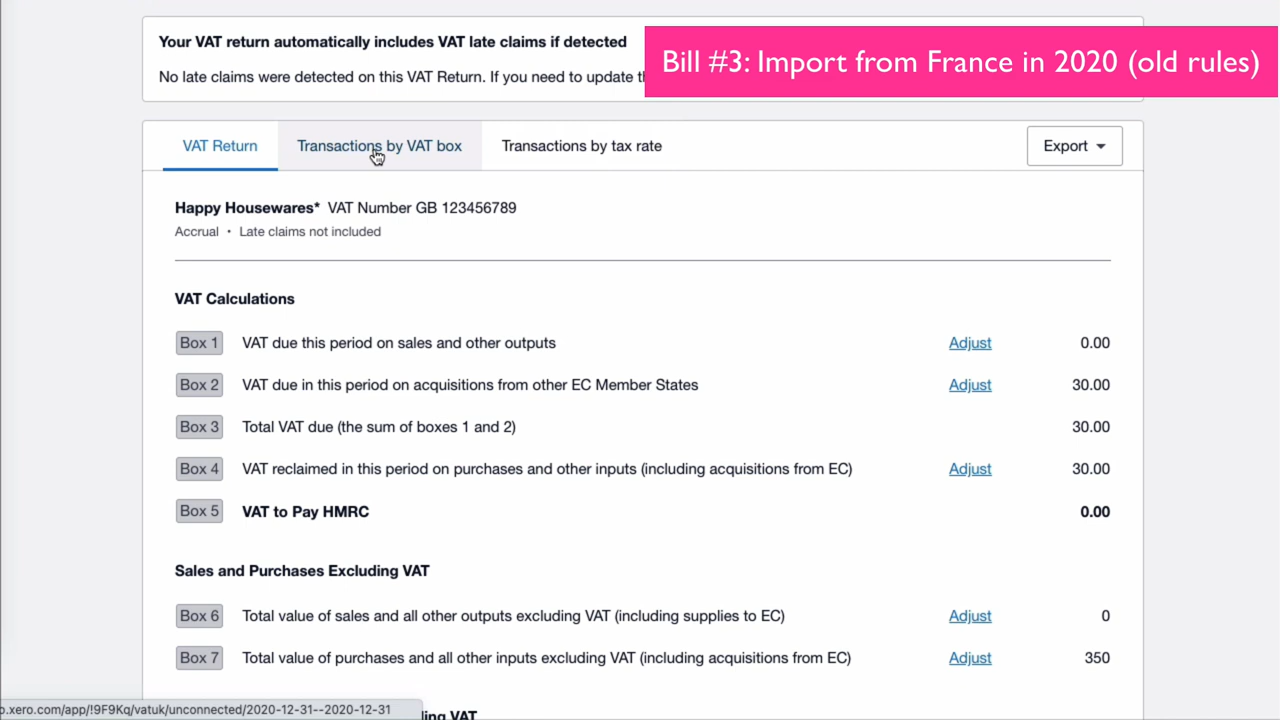 Your VAT return automatically includes VAT late claims if detected
Bill #3: Import from France in 2020 (old rules)
No late claims were detected on this VAT Return. If you need to update
VAT Return Transactions by VAT box Transactions by tax rate Export
Happy Housewares* VAT Number GB 123456789
Accrual • Late claims not included
VAT Calculations
Box 1 VAT due this period on sales and other outputs Adjust 0.00
Box 2 VAT due in this period on acquisitions from other EC Member States Adjust 30.00
Box 3 Total VAT due (the sum of boxes 1 and 2) 30.00
Box 4 VAT reclaimed in this period on purchases and other inputs (including acquisitions from EC) Adjust 30.00
Box 5 VAT to Pay HMRC 0.00
Sales and Purchases Excluding VAT
Box 6 Total value of sales and all other outputs excluding VAT (including supplies to EC) Adjust 0
Box 7 Total value of purchases and all other inputs excluding VAT (including acquisitions from EC) Adjust 350
o.xero.com/app/!9F9Kq/vatuk/unconnected/2020-12-31--2020-12-31
VAT